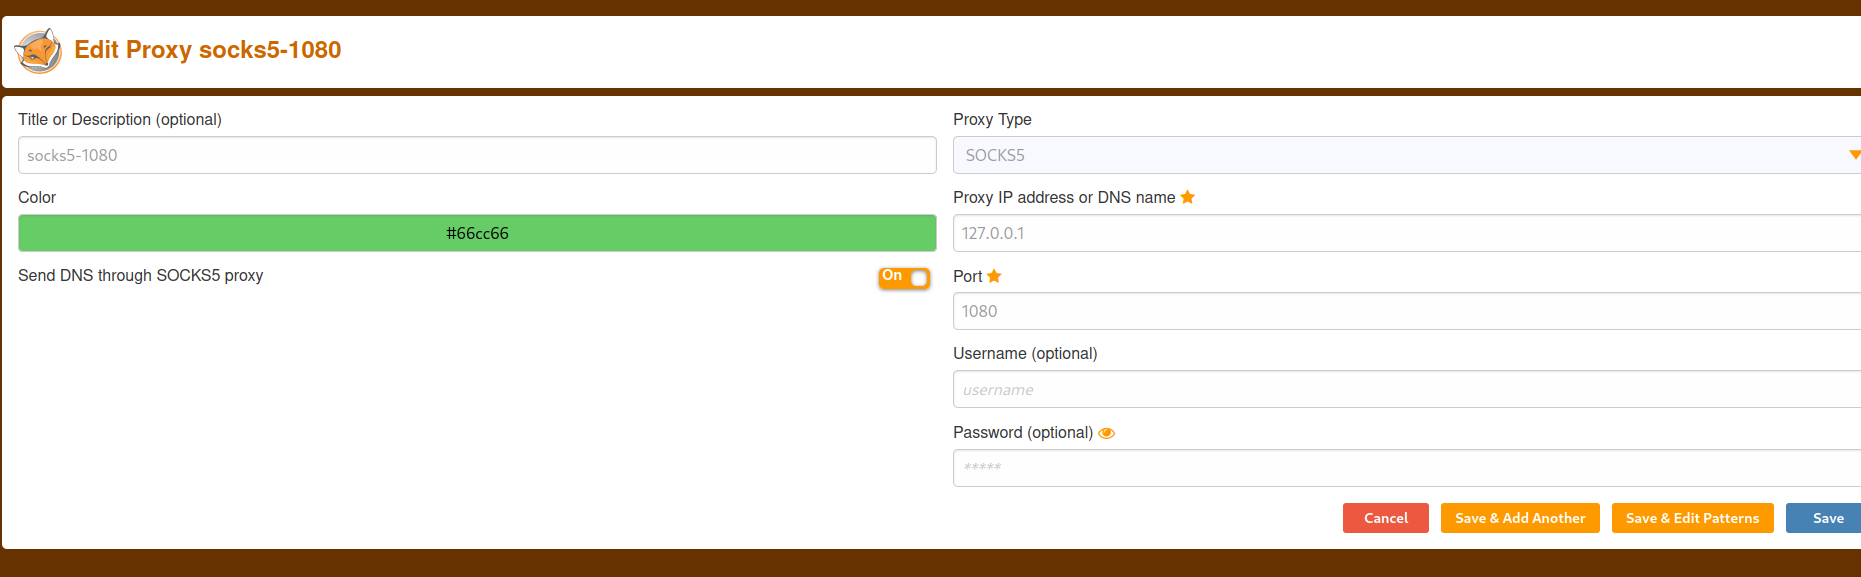 Edit Proxy socks5-1080
Title or Description (optional)
socks5-1080
Color
#66cc66
Send DNS through SOCKS5 proxy
On
Proxy Type
SOCKS5
Proxy IP address or DNS name
127.0.0.1
Port
1080
Username (optional)
username
Password (optional)
*****
Cancel
Save & Add Another
Save & Edit Patterns
Save